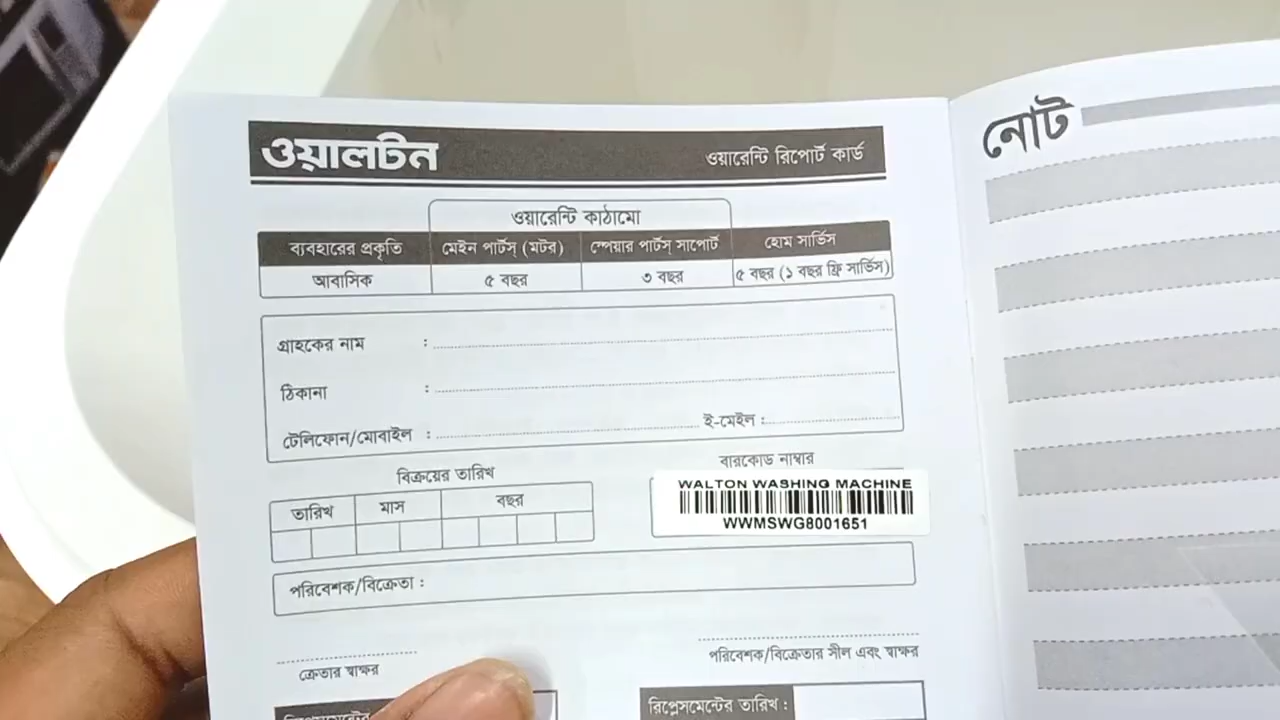 ওয়ালটন ওয়ারেন্টি রিপোর্ট কার্ড
ওয়ারেন্টি কাঠামো
ব্যবহারের প্রকৃতি মেইন পার্টস্ (মটর) স্পেয়ার পার্টস্ সাপোর্ট হোম সার্ভিস
আবাসিক ৫ বছর ৩ বছর ৫ বছর (১ বছর ফ্রি সার্ভিস)
গ্রাহকের নাম :
ঠিকানা :
টেলিফোন/মোবাইল : ই-মেইল :
বিক্রয়ের তারিখ
তারিখ মাস বছর
বারকোড নাম্বার
WALTON WASHING MACHINE
WWMSWG8001651
পরিবেশক/বিক্রেতা :
ক্রেতার স্বাক্ষর
পরিবেশক/বিক্রেতার সীল এবং স্বাক্ষর
রিপ্লেসমেন্টের তারিখ :
নোট